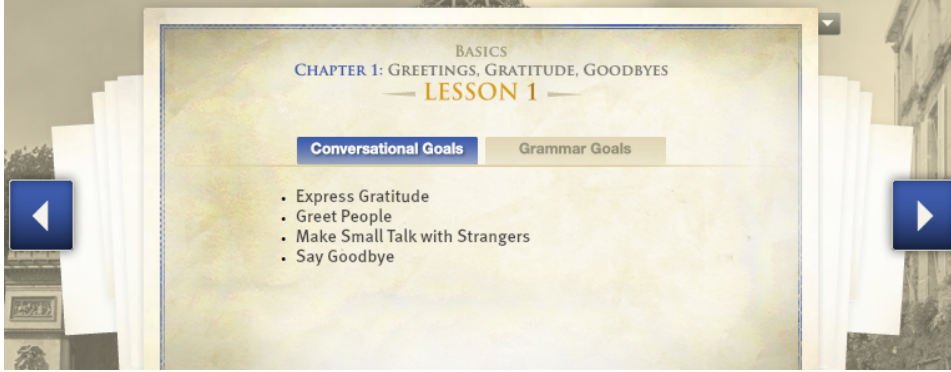 Basics
Chapter 1: Greetings, Gratitude, Goodbyes
LESSON 1
Conversational Goals
Grammar Goals
• Express Gratitude
• Greet People
• Make Small Talk with Strangers
• Say Goodbye